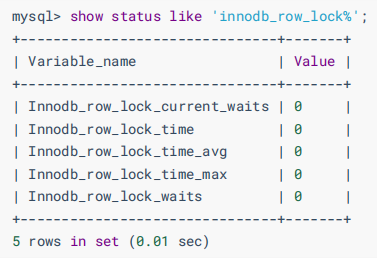 mysql> show status like 'innodb_row_lock%';
+-------------------------------+-------+
| Variable_name                 | Value |
+-------------------------------+-------+
| Innodb_row_lock_current_waits | 0     |
| Innodb_row_lock_time          | 0     |
| Innodb_row_lock_time_avg      | 0     |
| Innodb_row_lock_time_max      | 0     |
| Innodb_row_lock_waits         | 0     |
+-------------------------------+-------+
5 rows in set (0.01 sec)